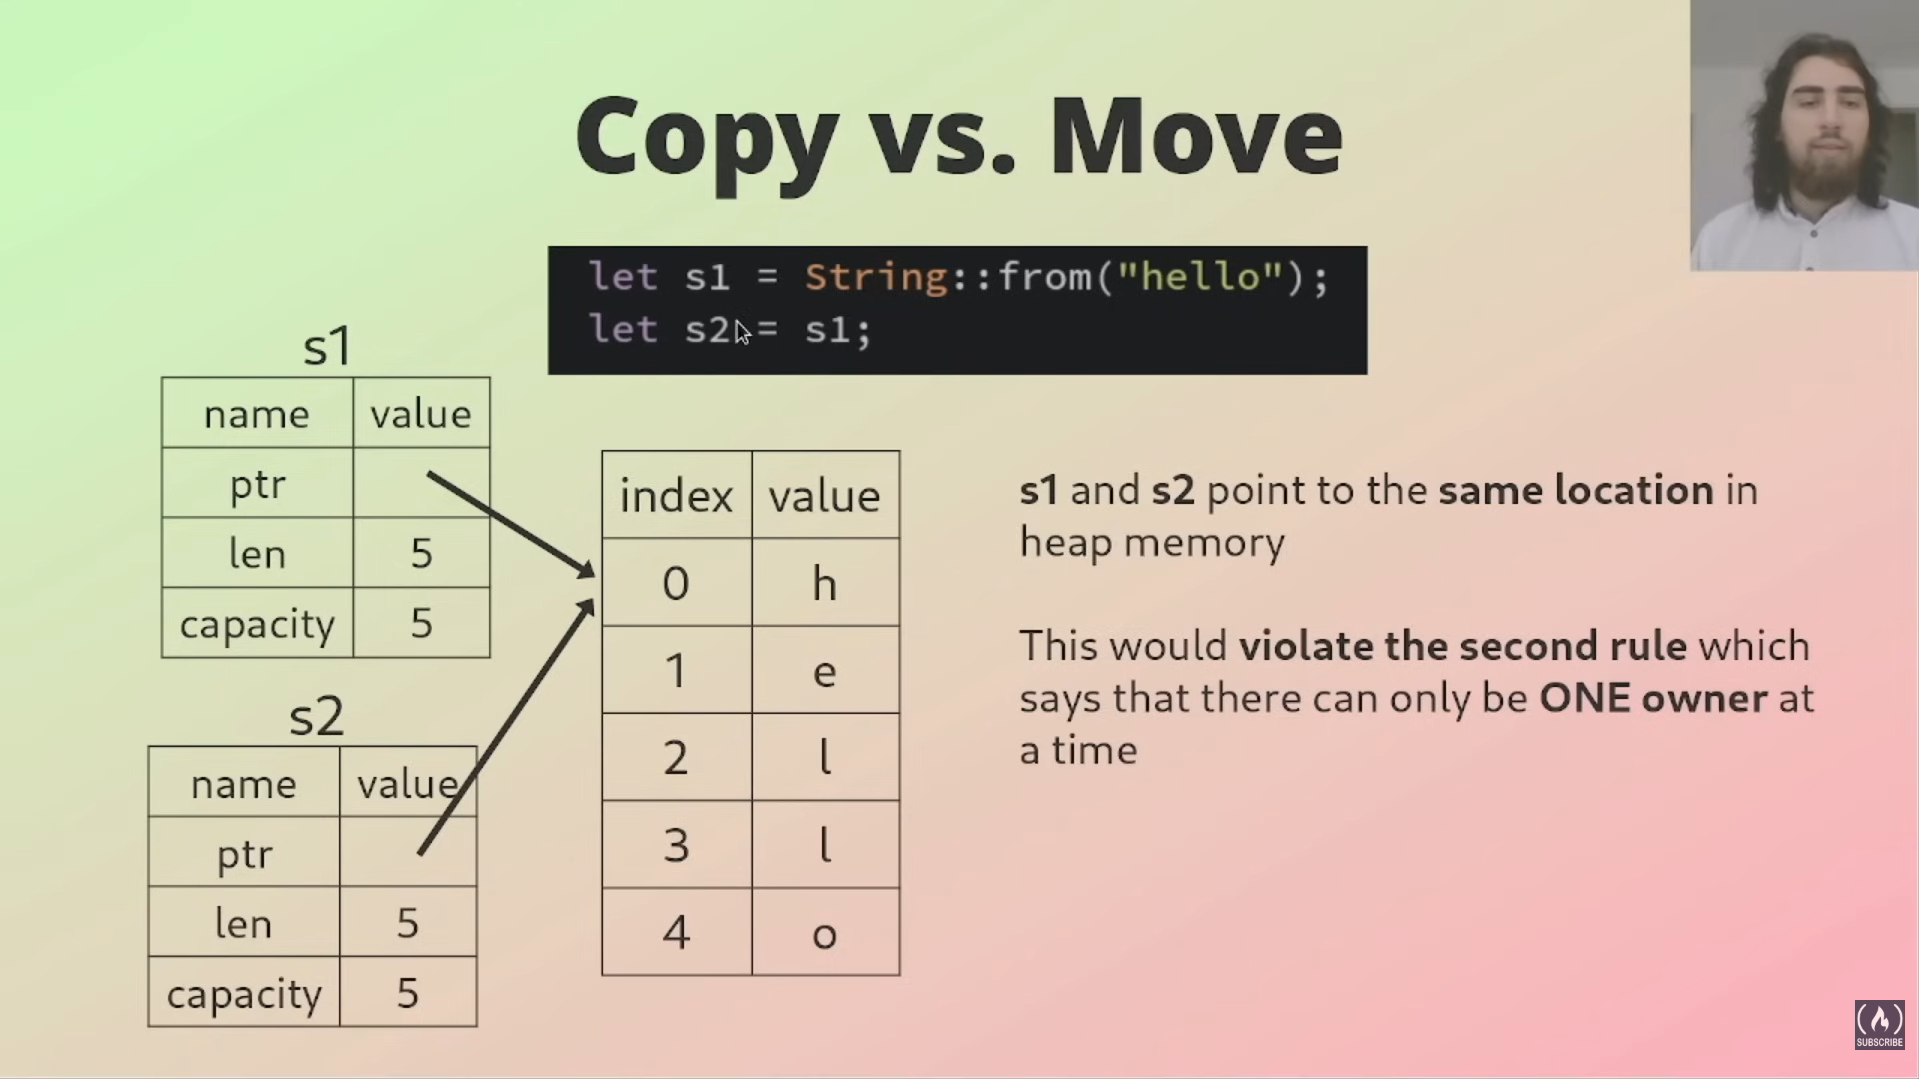 Copy vs. Move
let s1 = String::from("hello");
let s2 = s1;
s1
name value
ptr
len 5
capacity 5
s2
name value
ptr
len 5
capacity 5
index value
0 h
1 e
2 l
3 l
4 o
s1 and s2 point to the same location in
heap memory
This would violate the second rule which
says that there can only be ONE owner at
a time
SUBSCRIBE